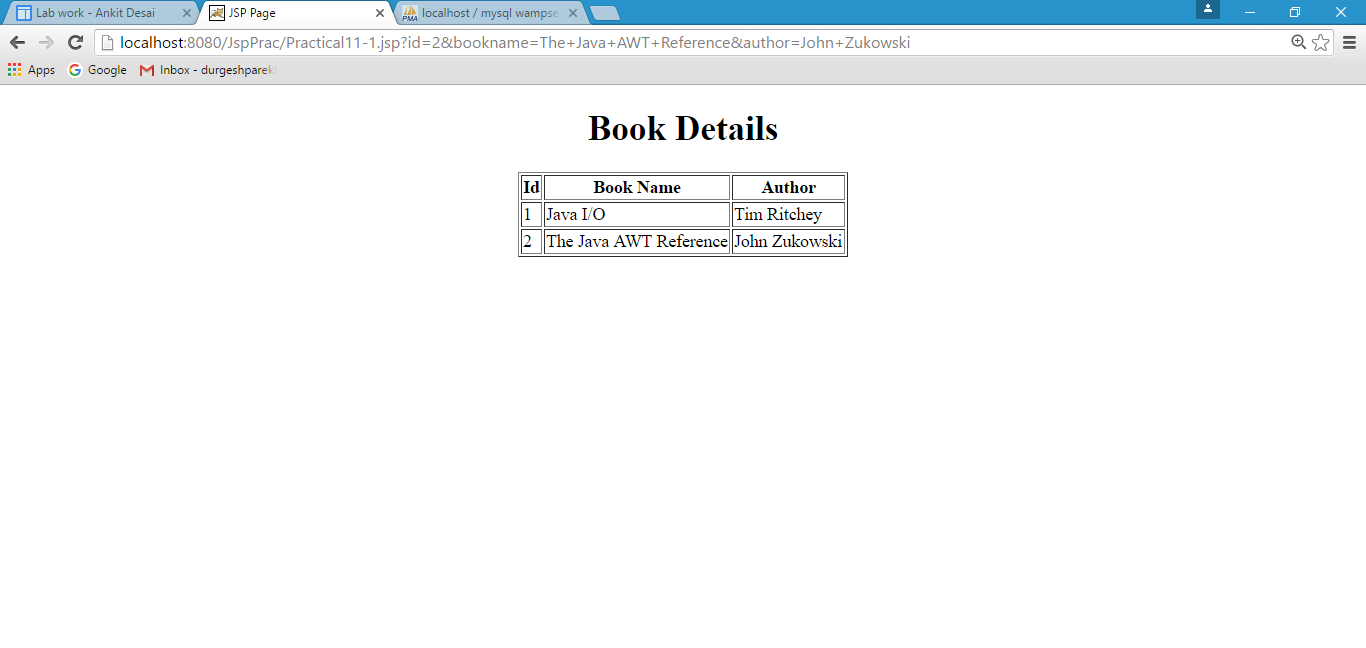 Lab work - Ankit Desai
JSP Page
PMA localhost / mysql wampse
localhost:8080/JspPrac/Practical11-1.jsp?id=2&bookname=The+Java+AWT+Reference&author=John+Zukowski
Apps Google Inbox - durgeshparek
Book Details
Id Book Name Author
1 Java I/O Tim Ritchey
2 The Java AWT Reference John Zukowski